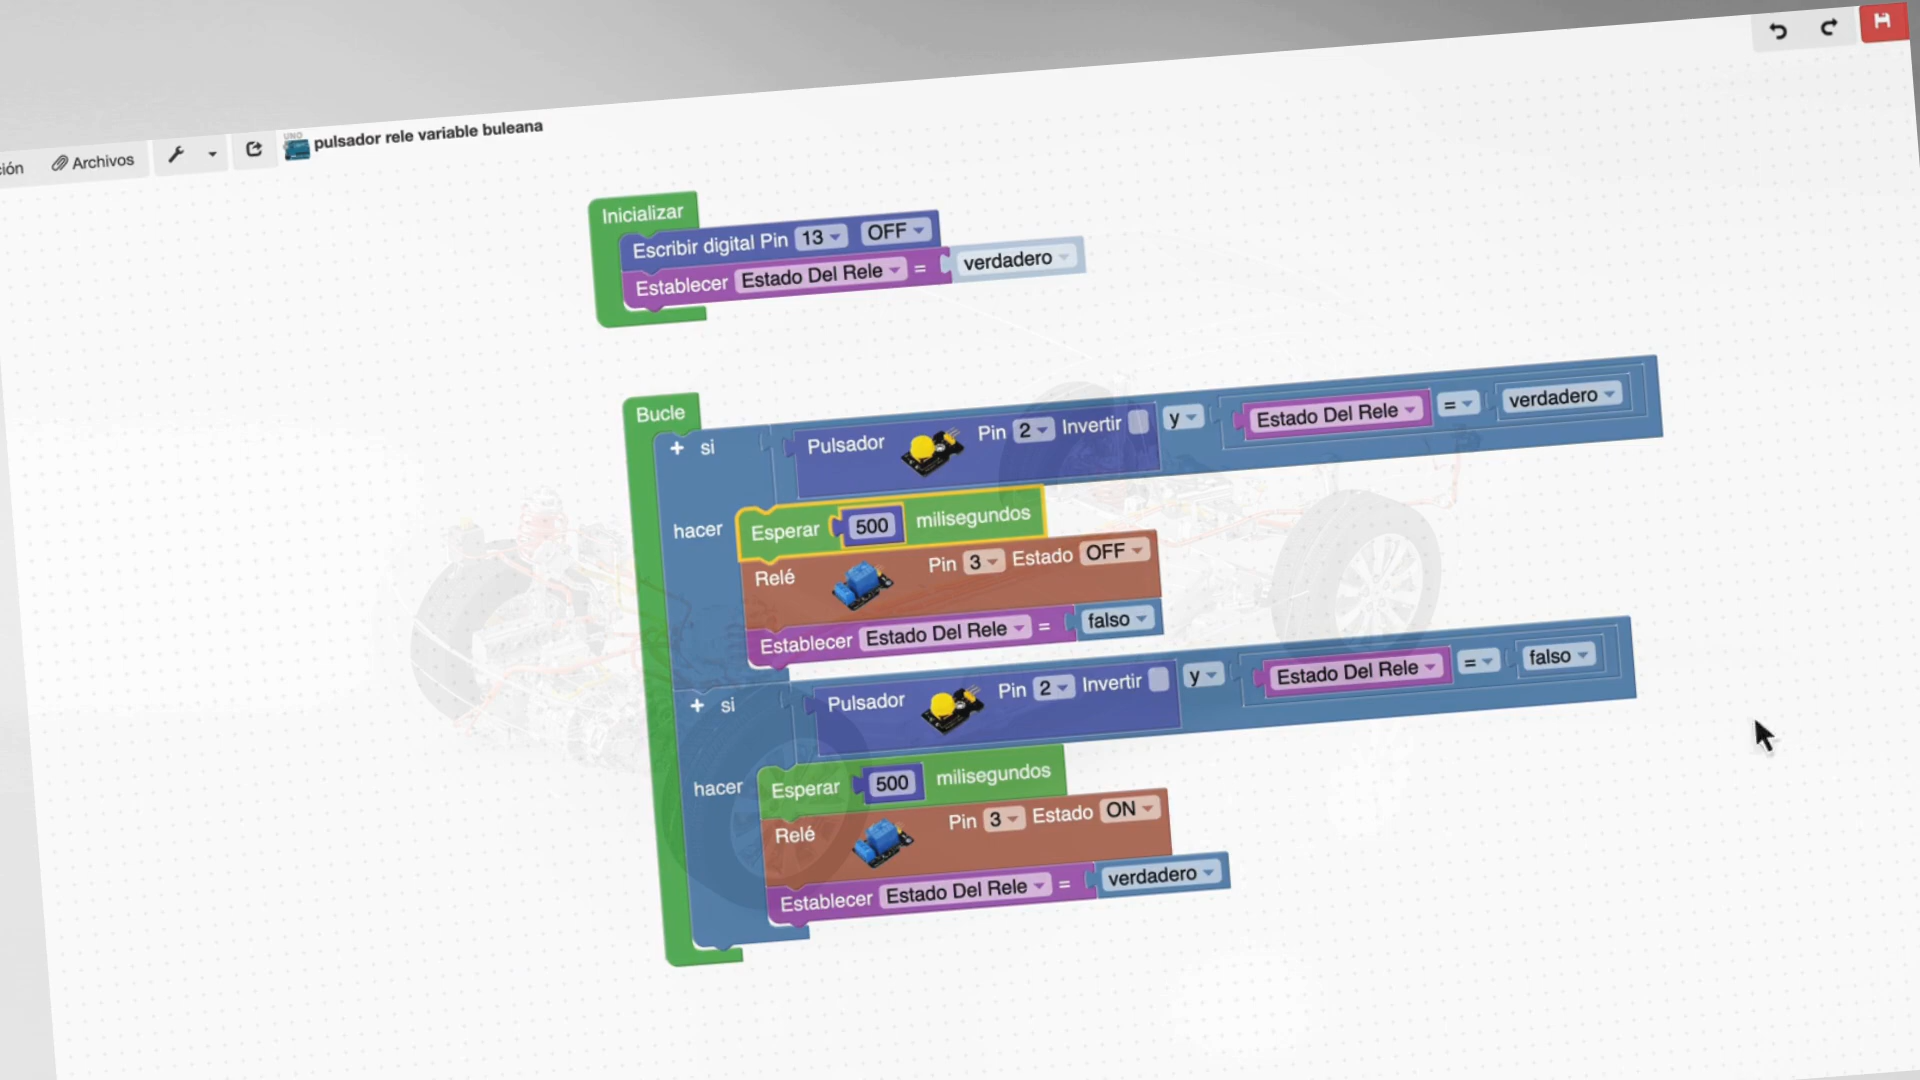 ión Archivos UNO pulsador rele variable buleana
Inicializar
Escribir digital Pin 13 OFF
Establecer Estado Del Rele = verdadero
Bucle
+ si Pulsador Pin 2 Invertir y Estado Del Rele = verdadero
hacer Esperar 500 milisegundos
Relé Pin 3 Estado OFF
Establecer Estado Del Rele = falso
+ si Pulsador Pin 2 Invertir y Estado Del Rele = falso
hacer Esperar 500 milisegundos
Relé Pin 3 Estado ON
Establecer Estado Del Rele = verdadero